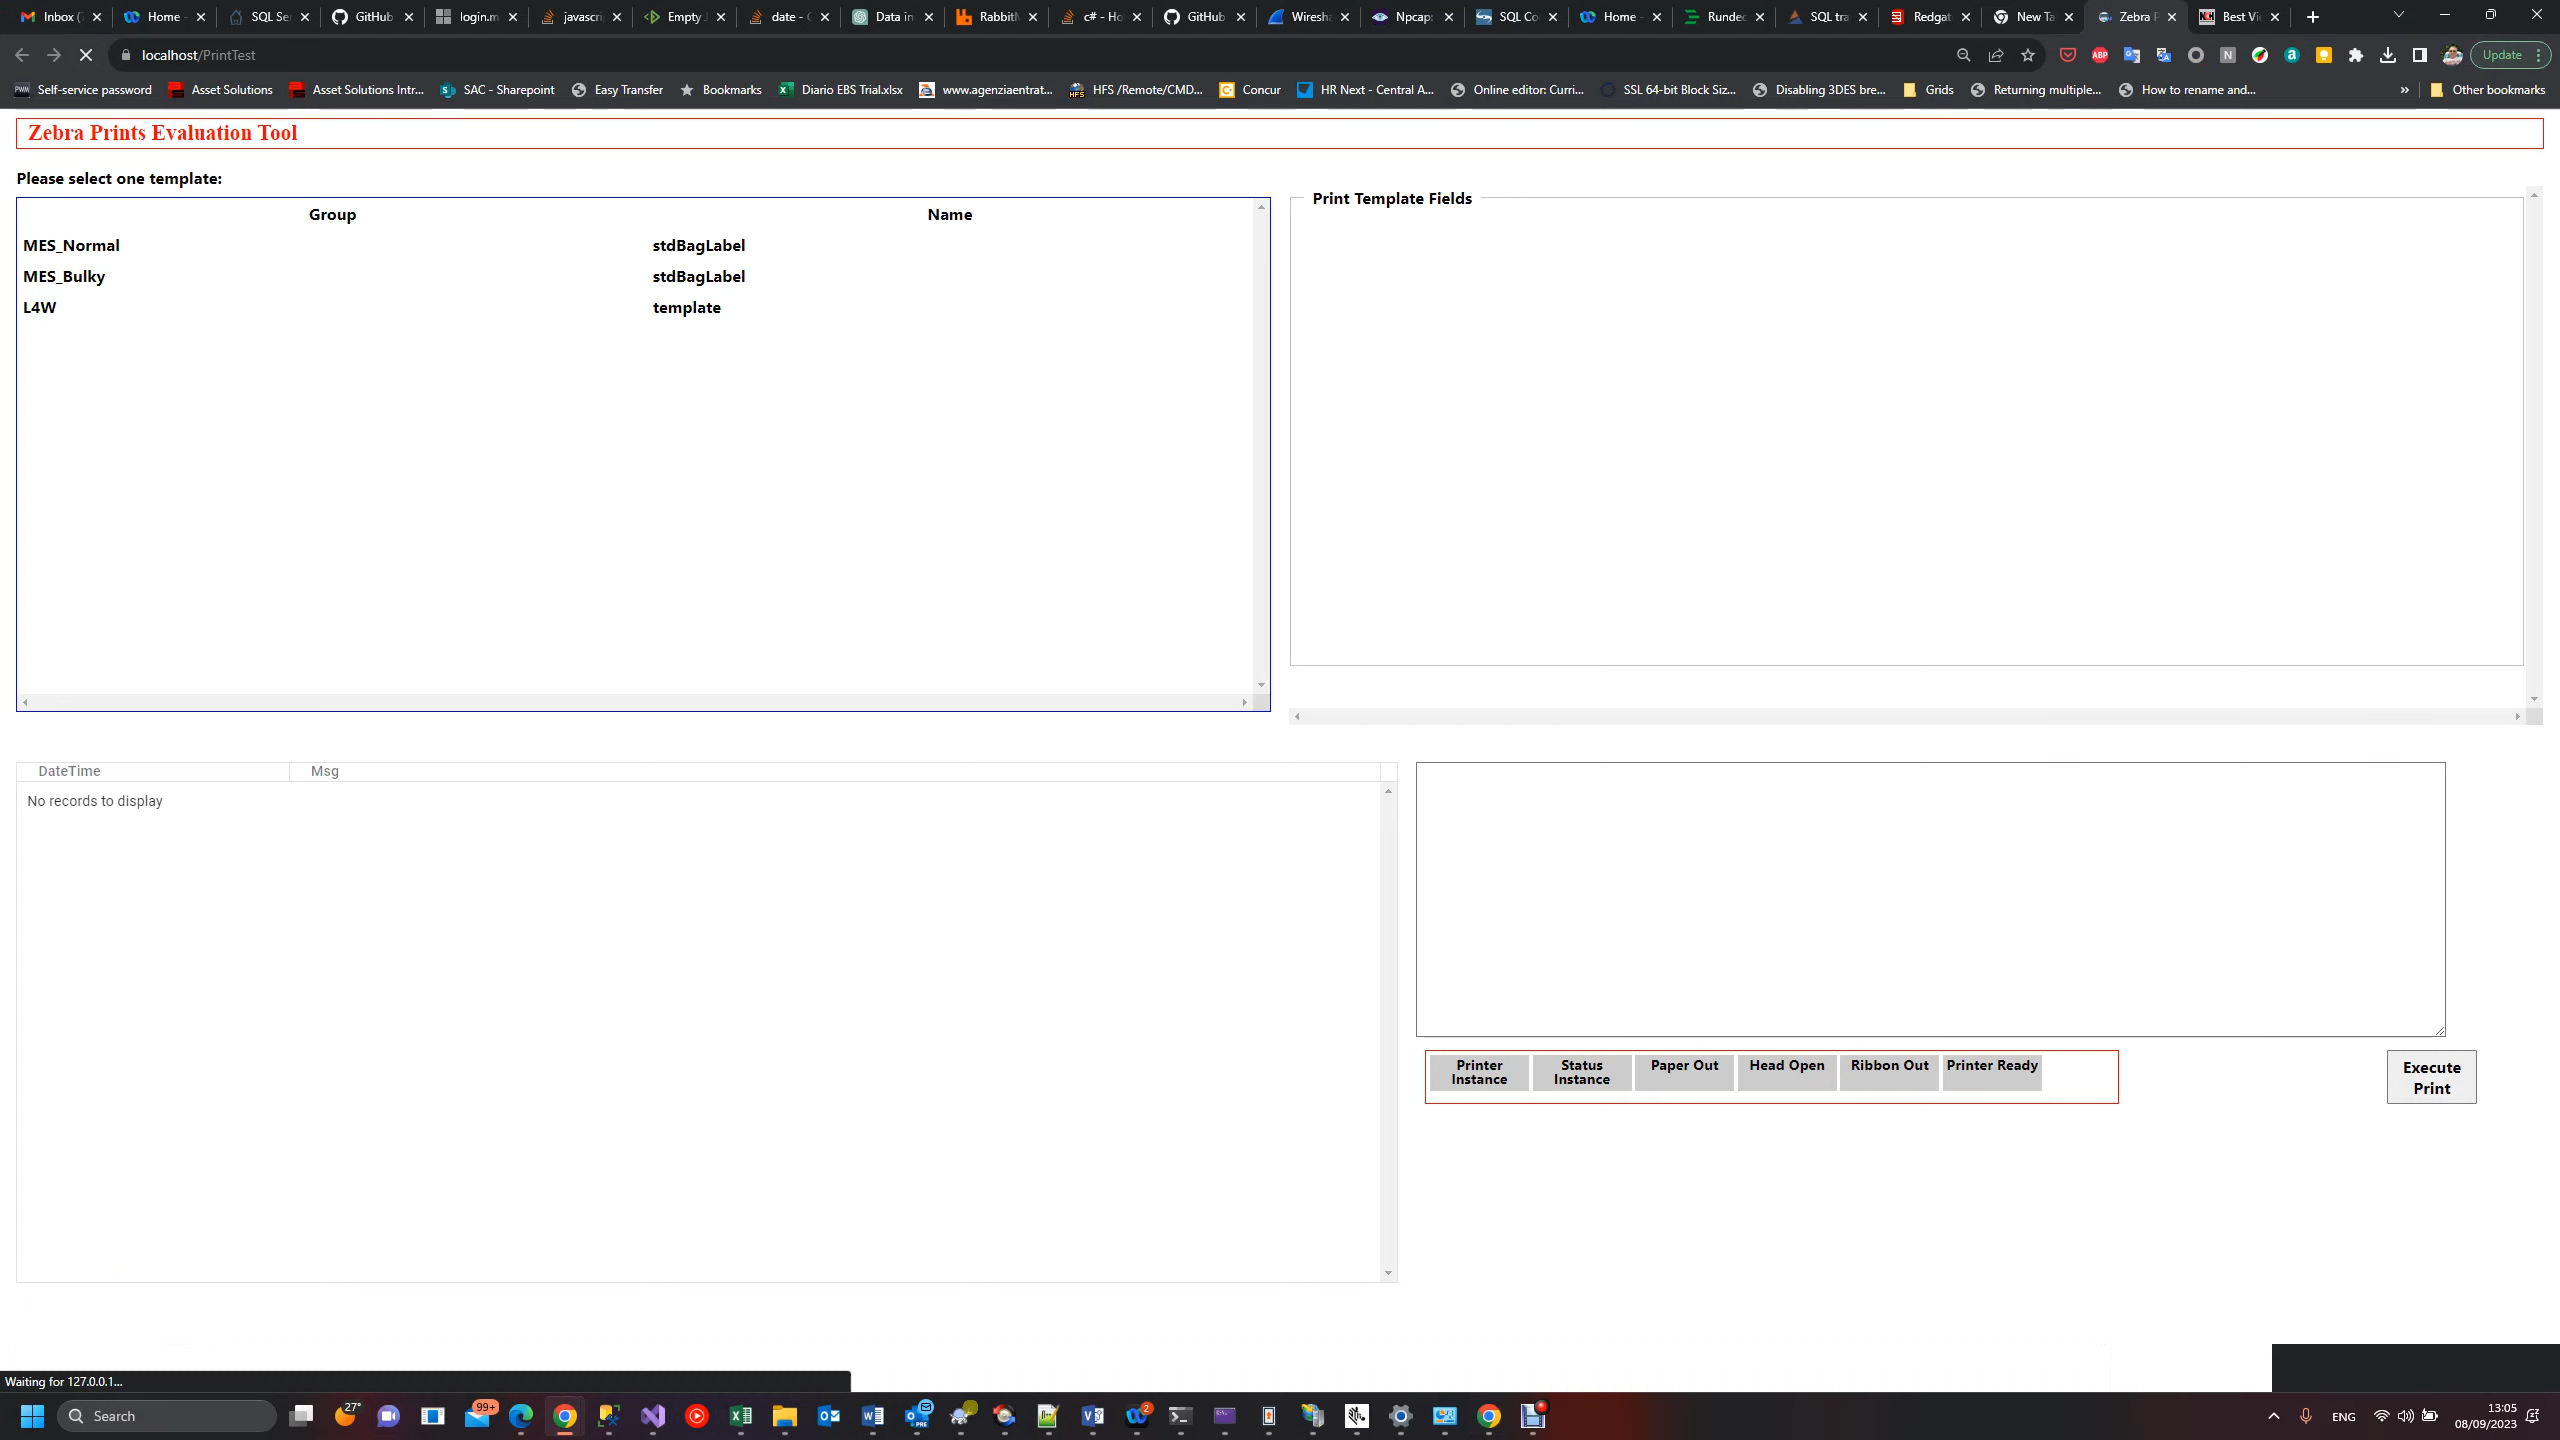 Inbox (
Home -
SQL Se
GitHub
login.m
javascri
Empty
date -
Data in
Rabbit
c# - Ho
GitHub
Wiresh
Npcap:
SQL Co
Home -
Rundec
SQL tra
Redgat
New Ta
Zebra
Best Vi
localhost/PrintTest
Update
Self-service password
Asset Solutions
Asset Solutions Intr...
SAC - Sharepoint
Easy Transfer
Bookmarks
Diario EBS Trial.xlsx
www.agenziaentrat...
HFS /Remote/CMD...
Concur
HR Next - Central A...
Online editor: Curri...
SSL 64-bit Block Siz...
Disabling 3DES bre...
Grids
Returning multiple...
How to rename and...
»
Other bookmarks
Zebra Prints Evaluation Tool
Please select one template:
Group Name
MES_Normal stdBagLabel
MES_Bulky stdBagLabel
L4W template
Print Template Fields
DateTime Msg
No records to display
Printer Instance
Status Instance
Paper Out
Head Open
Ribbon Out
Printer Ready
Execute
Print
Waiting for 127.0.0.1...
Search
27°
99+
2
ENG
13:05
08/09/2023